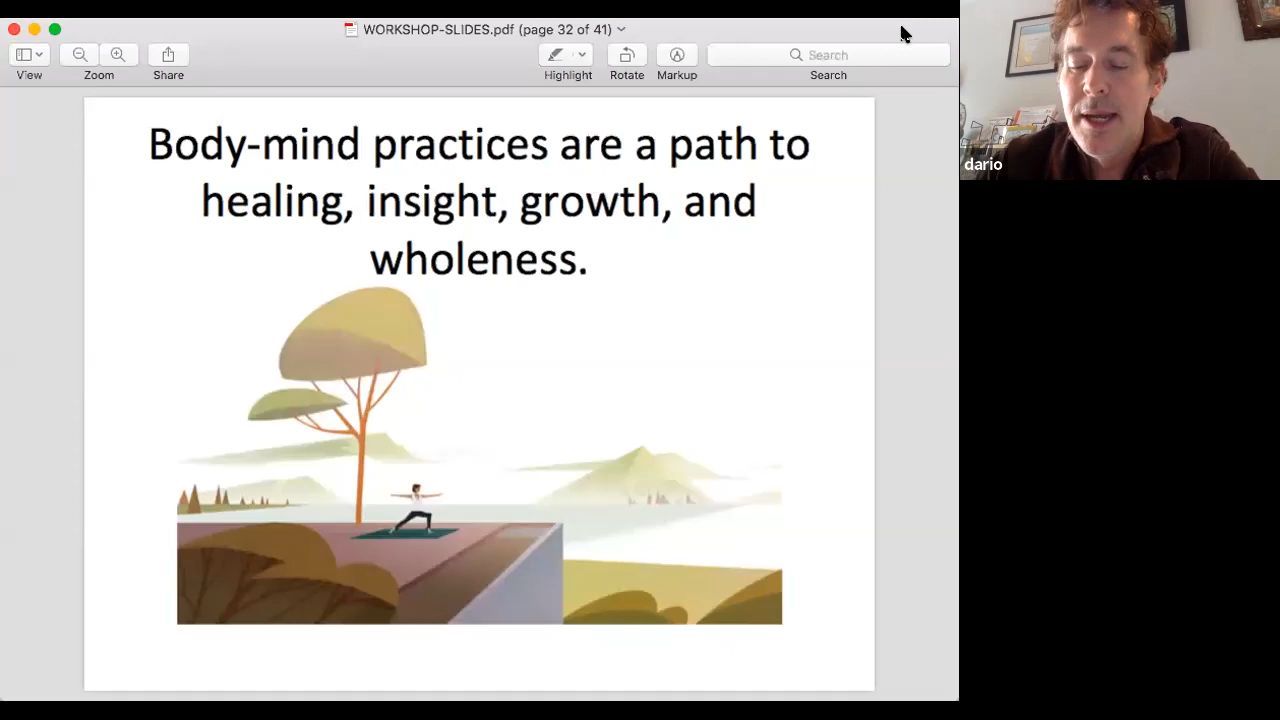 WORKSHOP-SLIDES.pdf (page 32 of 41)
View
Zoom
Share
Highlight
Rotate
Markup
Search
Search
dario
Body-mind practices are a path to
healing, insight, growth, and
wholeness.